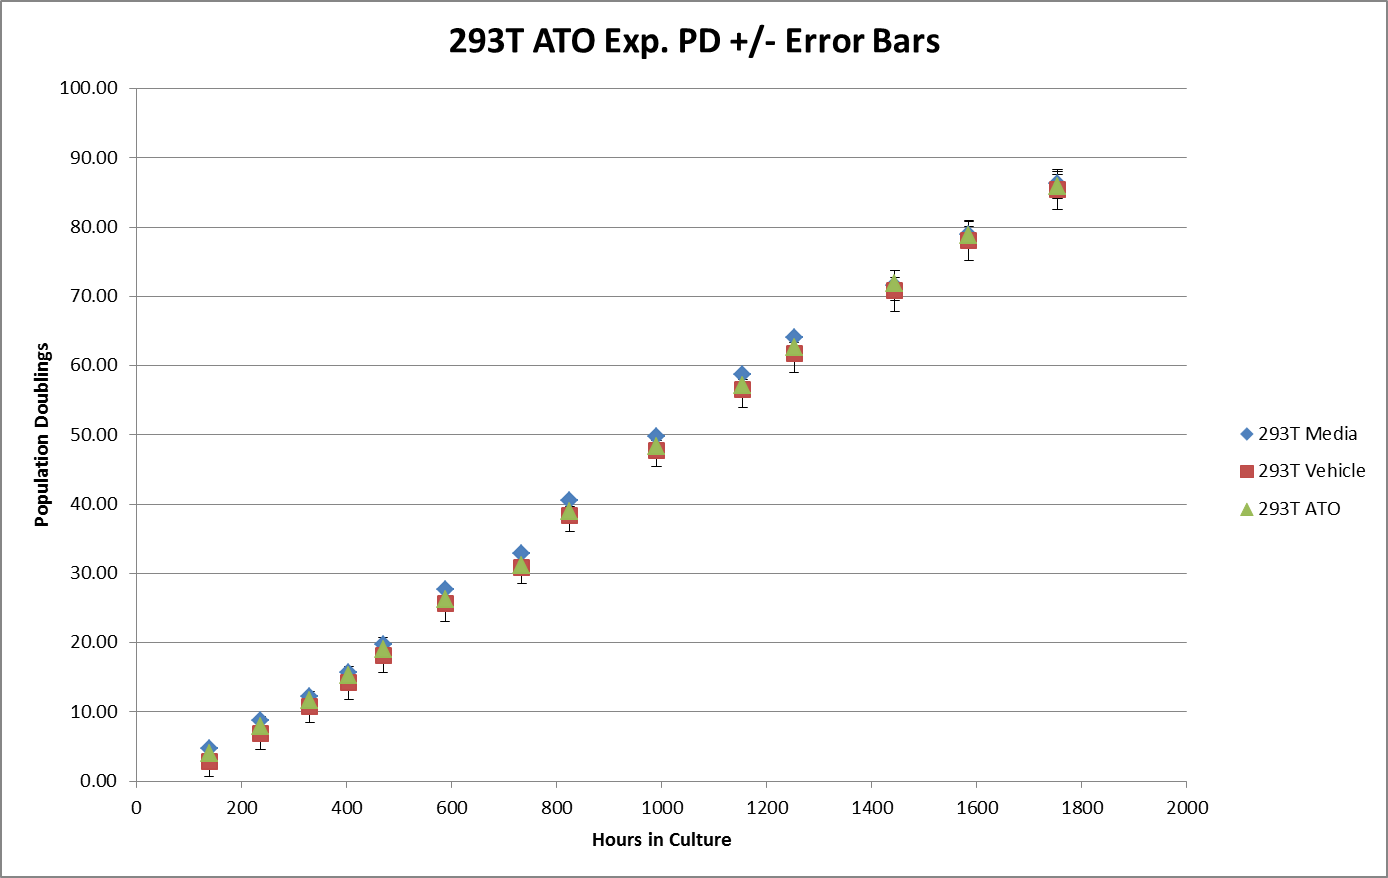 293T ATO Exp. PD +/- Error Bars
100.00
90.00
80.00
70.00
60.00
50.00
40.00
30.00
20.00
10.00
0.00
Population Doublings
0 200 400 600 800 1000 1200 1400 1600 1800 2000
Hours in Culture
293T Media
293T Vehicle
293T ATO